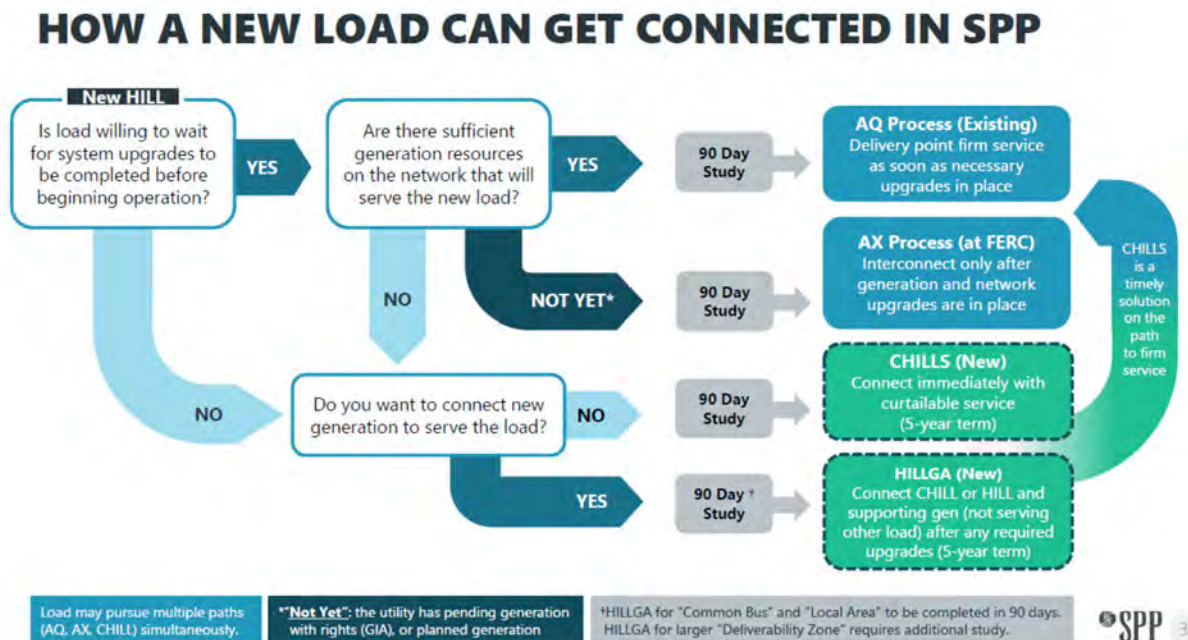 HOW A NEW LOAD CAN GET CONNECTED IN SPP
New HILL
Is load willing to wait
for system upgrades to
be completed before
beginning operation?
YES
Are there sufficient
generation resources
on the network that will
serve the new load?
YES
90 Day
Study
AQ Process (Existing)
Delivery point firm service
as soon as necessary
upgrades in place
NO
NOT YET*
90 Day
Study
AX Process (at FERC)
Interconnect only after
generation and network
upgrades are in place
CHILLS
is a
timely
solution
on the
path
to firm
service
NO
Do you want to connect new
generation to serve the load?
NO
90 Day
Study
CHILLS (New)
Connect immediately with
curtailable service
(5-year term)
YES
90 Day †
Study
HILLGA (New)
Connect CHILL or HILL and
supporting gen (not serving
other load) after any required
upgrades (5-year term)
Load may pursue multiple paths
(AQ, AX, CHILL) simultaneously.
*"Not Yet": the utility has pending generation
with rights (GIA), or planned generation
†HILLGA for "Common Bus" and "Local Area" to be completed in 90 days.
HILLGA for larger "Deliverability Zone" requires additional study.
SPP
3